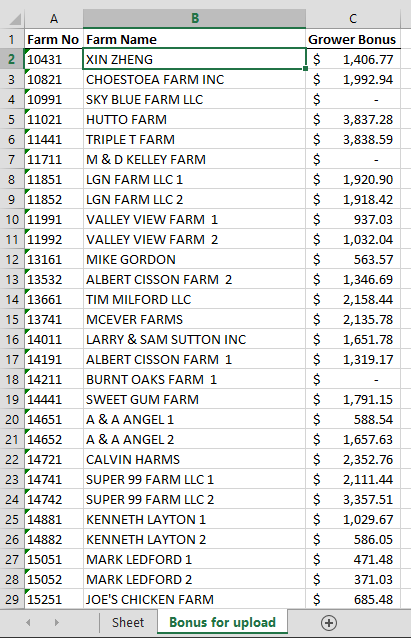 A B C
1 Farm No Farm Name Grower Bonus
2 10431 XIN ZHENG $ 1,406.77
3 10821 CHOESTOEA FARM INC $ 1,992.94
4 10991 SKY BLUE FARM LLC $ -
5 11021 HUTTO FARM $ 3,837.28
6 11441 TRIPLE T FARM $ 3,838.59
7 11711 M & D KELLEY FARM $ -
8 11851 LGN FARM LLC 1 $ 1,920.90
9 11852 LGN FARM LLC 2 $ 1,918.42
10 11991 VALLEY VIEW FARM 1 $ 937.03
11 11992 VALLEY VIEW FARM 2 $ 1,032.04
12 13161 MIKE GORDON $ 563.57
13 13532 ALBERT CISSON FARM 2 $ 1,346.69
14 13661 TIM MILFORD LLC $ 2,158.44
15 13741 MCEVER FARMS $ 2,135.78
16 14011 LARRY & SAM SUTTON INC $ 1,651.78
17 14191 ALBERT CISSON FARM 1 $ 1,319.17
18 14211 BURNT OAKS FARM 1 $ -
19 14441 SWEET GUM FARM $ 1,791.15
20 14651 A & A ANGEL 1 $ 588.54
21 14652 A & A ANGEL 2 $ 1,657.63
22 14721 CALVIN HARMS $ 2,352.76
23 14741 SUPER 99 FARM LLC 1 $ 2,111.44
24 14742 SUPER 99 FARM LLC 2 $ 3,357.51
25 14881 KENNETH LAYTON 1 $ 1,029.67
26 14882 KENNETH LAYTON 2 $ 586.05
27 15051 MARK LEDFORD 1 $ 471.48
28 15052 MARK LEDFORD 2 $ 371.03
29 15251 JOE'S CHICKEN FARM $ 685.48
Sheet Bonus for upload